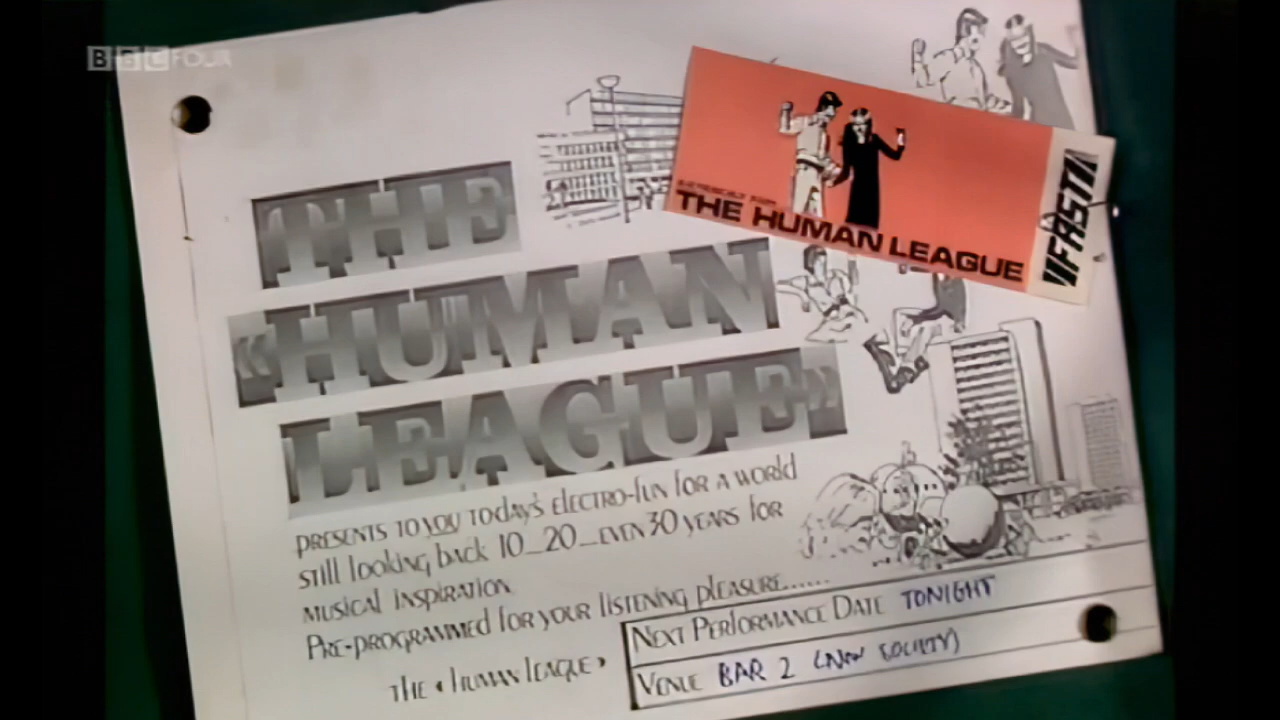 BBC FOUR
THE HUMAN LEAGUE
FAST
THE
«HUMAN
LEAGUE»
PRESENTS TO YOU TODAY'S ELECTRO-FUN FOR A WORLD
STILL LOOKING BACK 10_20_EVEN 30 YEARS FOR
MUSICAL INSPIRATION
PRE-PROGRAMMED FOR YOUR LISTENING PLEASURE......
THE «HUMAN LEAGUE»
NEXT PERFORMANCE DATE TONIGHT
VENUE BAR 2